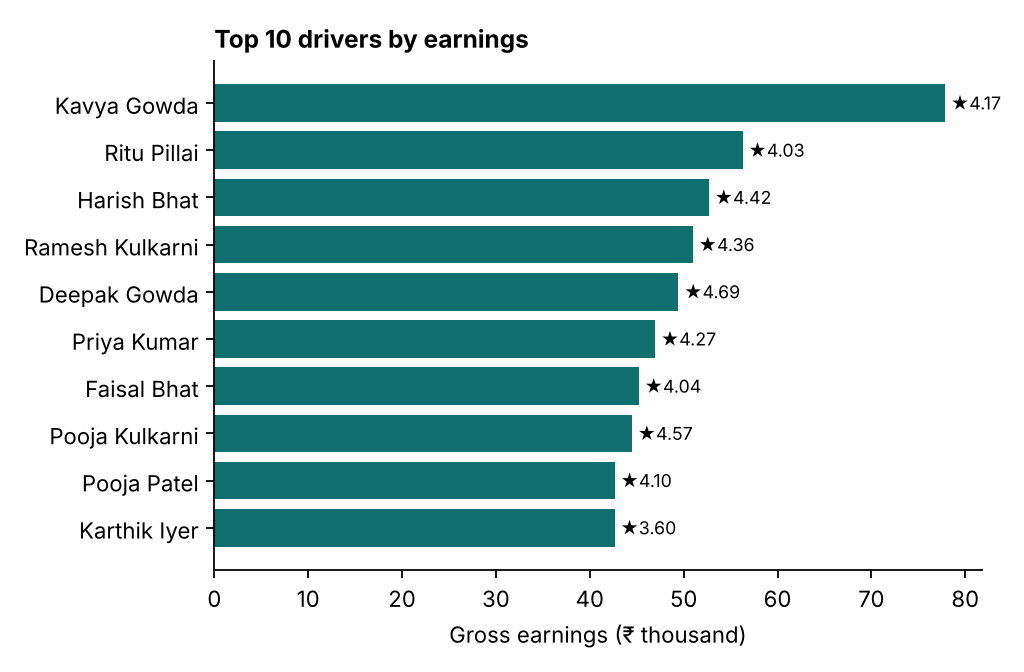 Top 10 drivers by earnings
Kavya Gowda ★4.17
Ritu Pillai ★4.03
Harish Bhat ★4.42
Ramesh Kulkarni ★4.36
Deepak Gowda ★4.69
Priya Kumar ★4.27
Faisal Bhat ★4.04
Pooja Kulkarni ★4.57
Pooja Patel ★4.10
Karthik Iyer ★3.60
0 10 20 30 40 50 60 70 80
Gross earnings (₹ thousand)